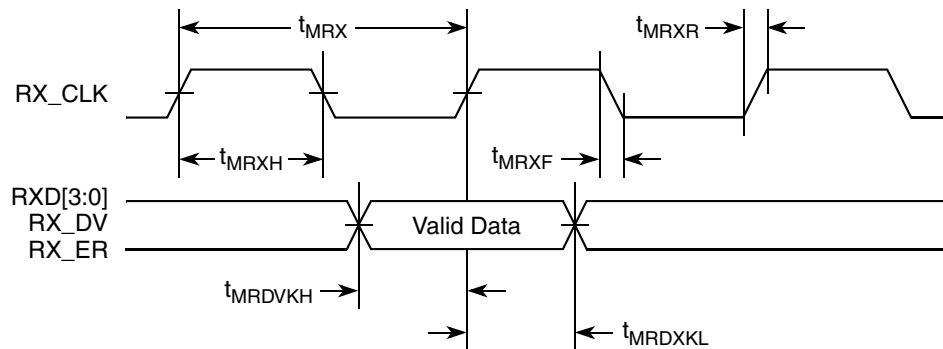 tMRX
tMRXR
RX_CLK
tMRXH
tMRXF
RXD[3:0]
RX_DV
RX_ER
Valid Data
tMRDVKH
tMRDXKL